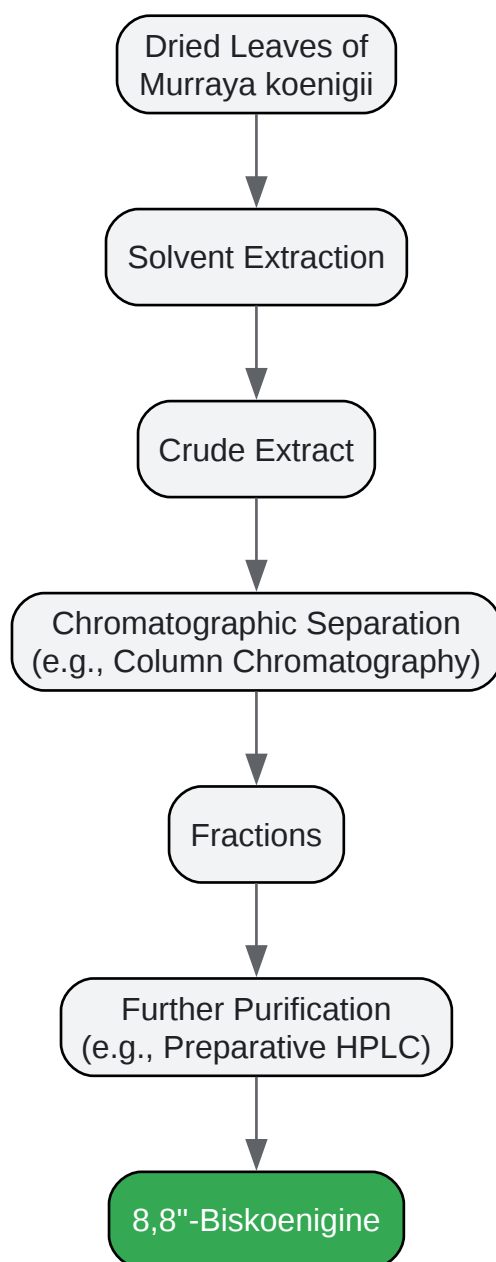 Dried Leaves of
Murraya koenigii
Solvent Extraction
Crude Extract
Chromatographic Separation
(e.g., Column Chromatography)
Fractions
Further Purification
(e.g., Preparative HPLC)
8,8''-Biskoenigine